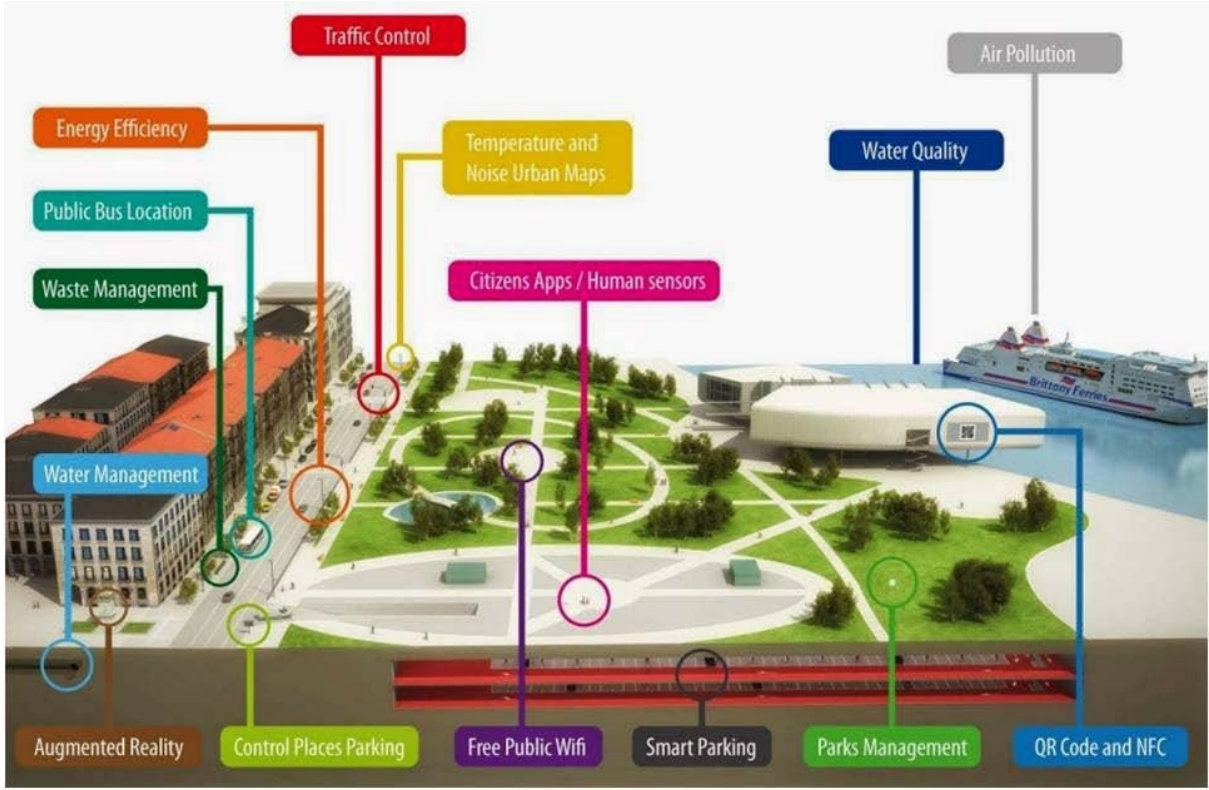 Traffic Control
Air Pollution
Energy Efficiency
Temperature and
Noise Urban Maps
Water Quality
Public Bus Location
Waste Management
Citizens Apps / Human sensors
Brittany Ferries
Water Management
Augmented Reality
Control Places Parking
Free Public Wifi
Smart Parking
Parks Management
QR Code and NFC